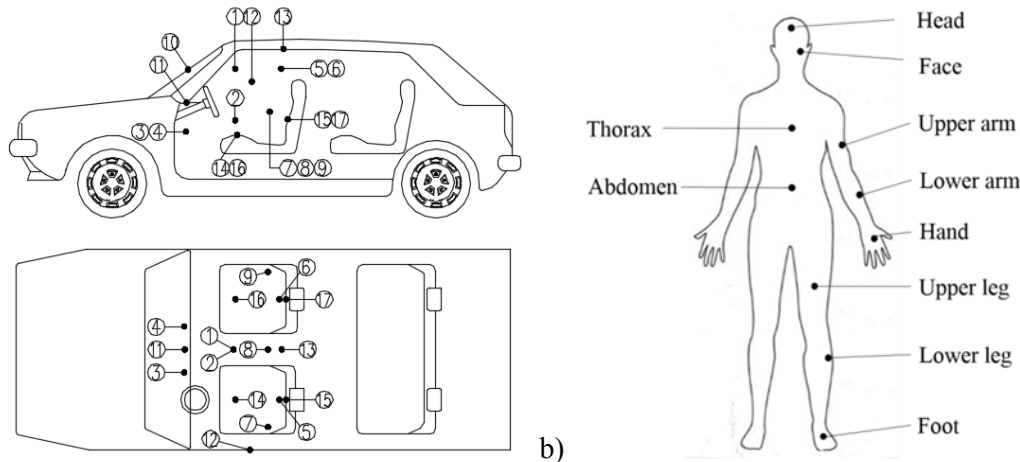 ① ⑫ ⑬
⑩
⑪
⑤ ⑥
②
③ ④
⑮ ⑰
⑭ ⑯
⑦ ⑧ ⑨
⑨
⑥
⑯
⑰
④
①
⑪
⑧
⑬
②
③
⑭
⑮
⑦
⑤
⑫
b)
Head
Face
Thorax
Upper arm
Abdomen
Lower arm
Hand
Upper leg
Lower leg
Foot